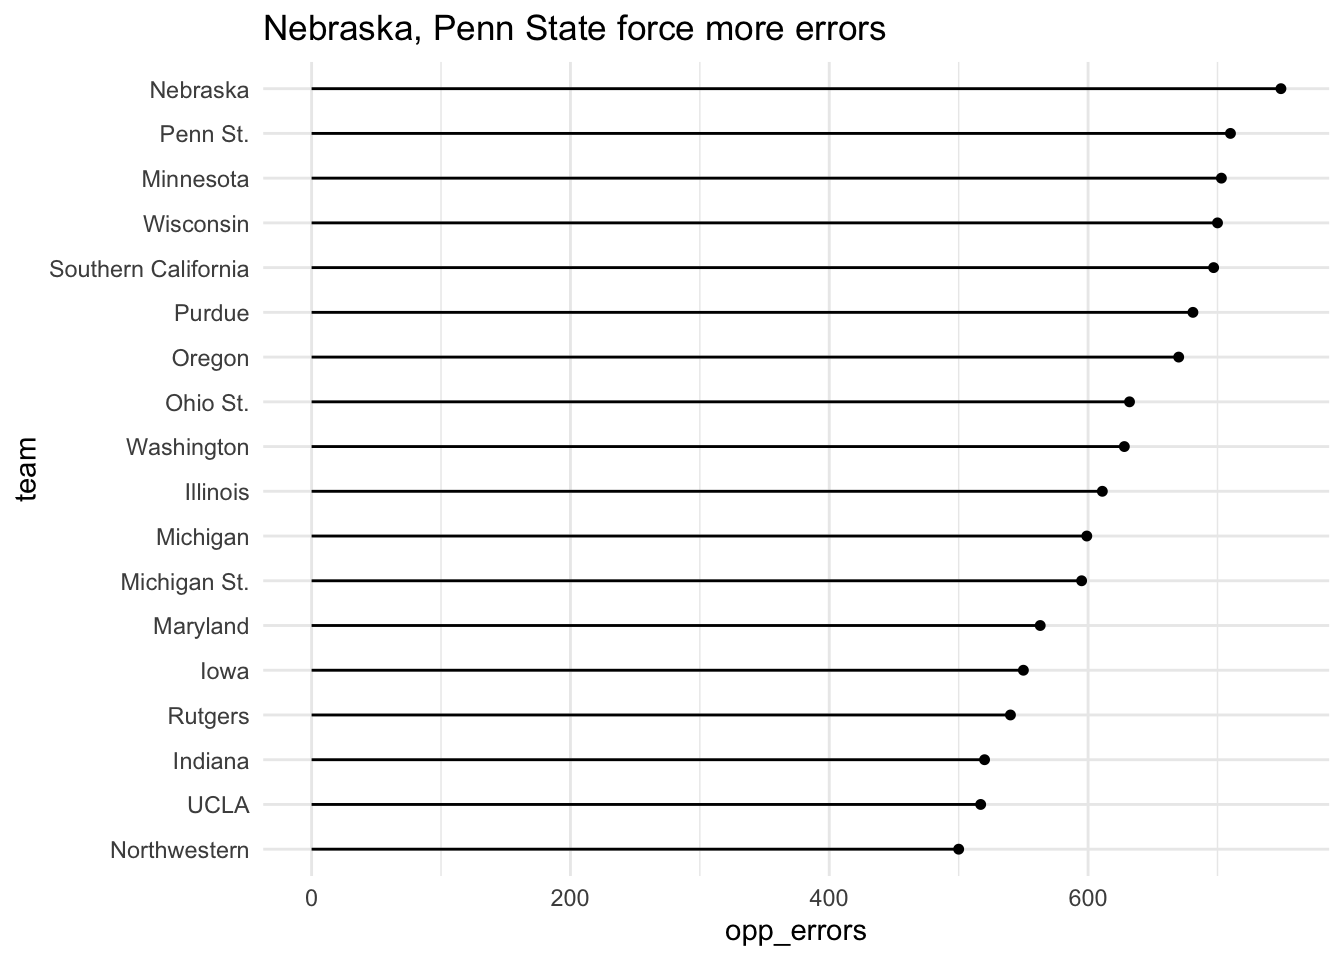 Nebraska, Penn State force more errors
Nebraska
Penn St.
Minnesota
Wisconsin
Southern California
Purdue
Oregon
Ohio St.
Washington
Illinois
Michigan
Michigan St.
Maryland
Iowa
Rutgers
Indiana
UCLA
Northwestern
team
0 200 400 600
opp_errors